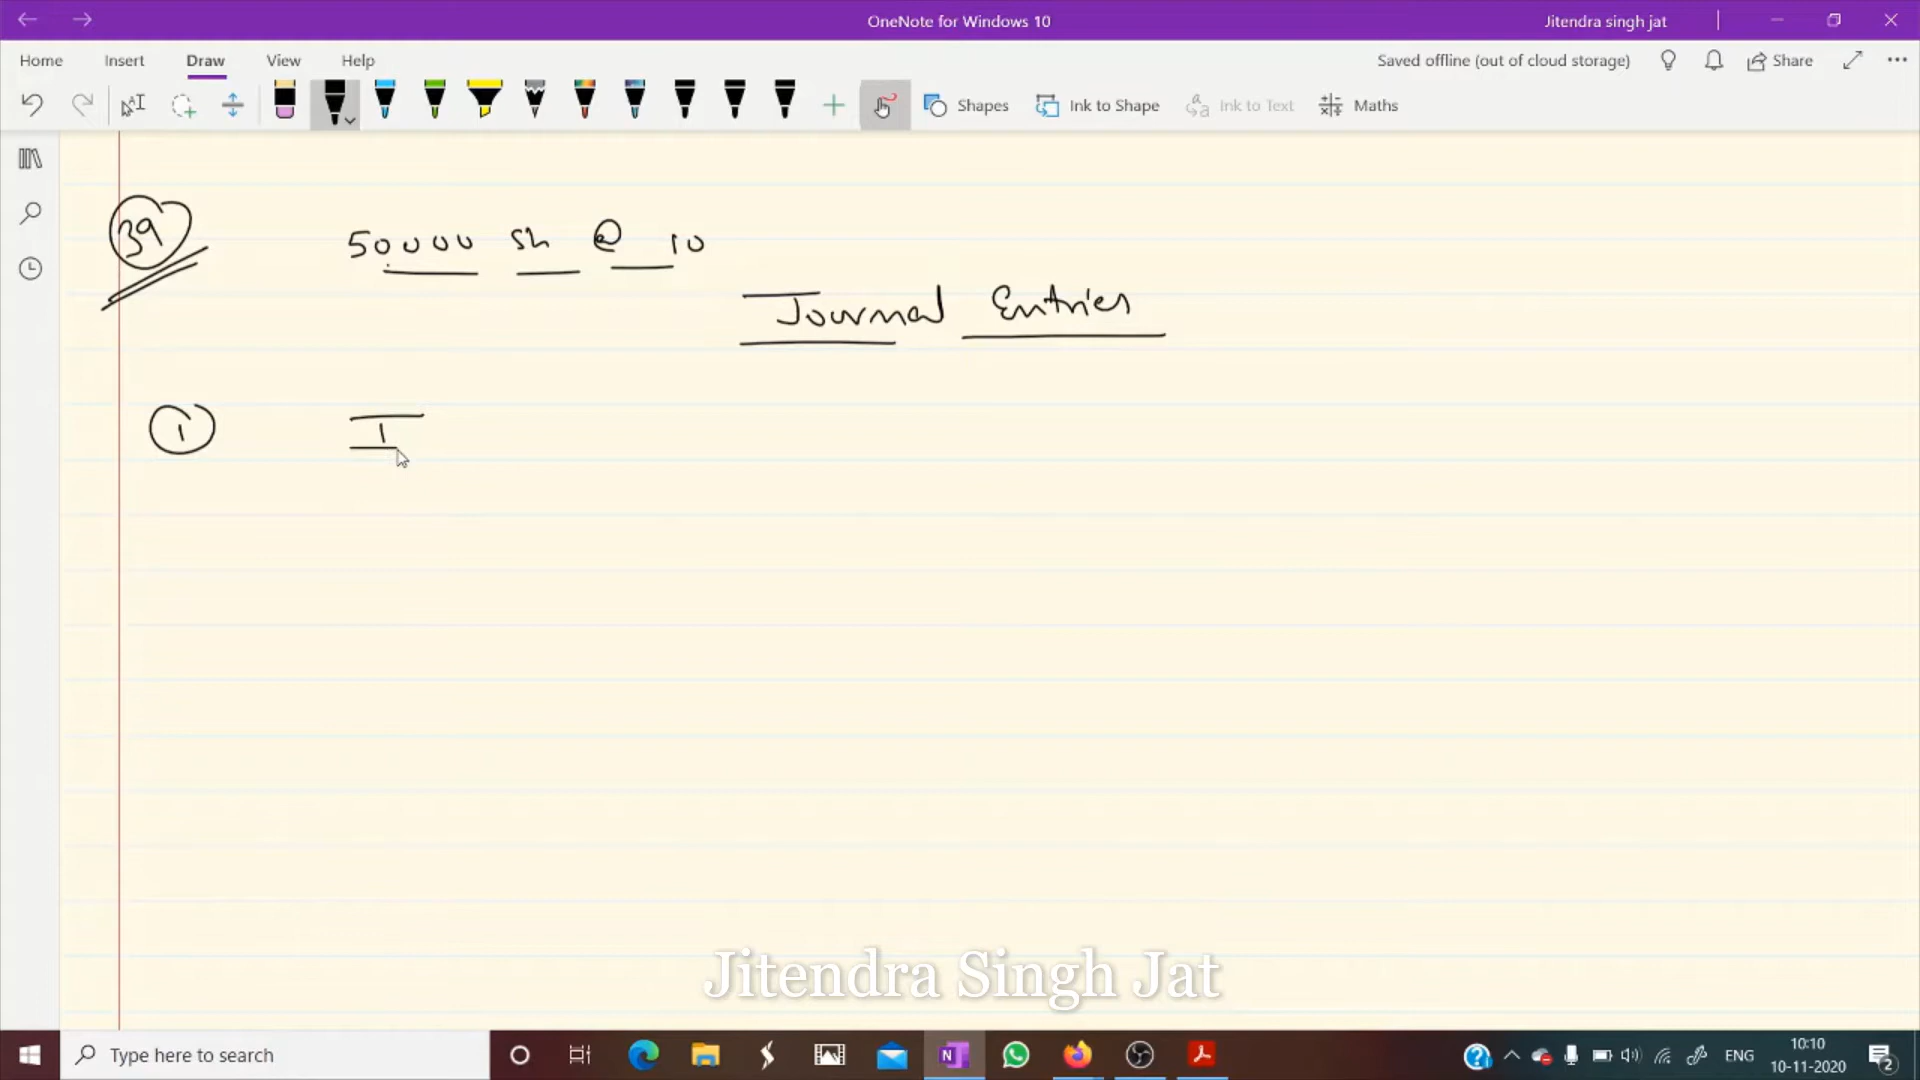 OneNote for Windows 10
Jitendra singh jat
Home Insert Draw View Help
Saved offline (out of cloud storage)
Share
Shapes
Ink to Shape
Ink to Text
Maths
39
50000 sh @ 10
Journal Entries
1 I
Jitendra Singh Jat
Type here to search
ENG
10:10
10-11-2020
2